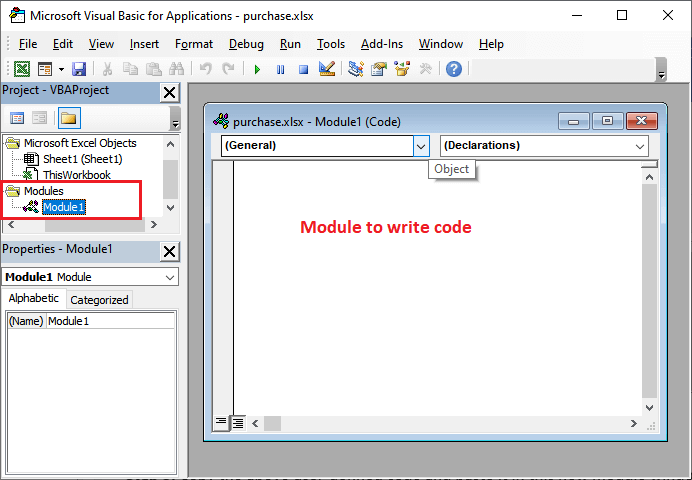 Microsoft Visual Basic for Applications - purchase.xlsx
File Edit View Insert Format Debug Run Tools Add-Ins Window Help
Project - VBAProject
Microsoft Excel Objects
Sheet1 (Sheet1)
ThisWorkbook
Modules
Module1
Properties - Module1
Module1 Module
Alphabetic Categorized
(Name) Module1
purchase.xlsx - Module1 (Code)
(General) (Declarations)
Object
Module to write code